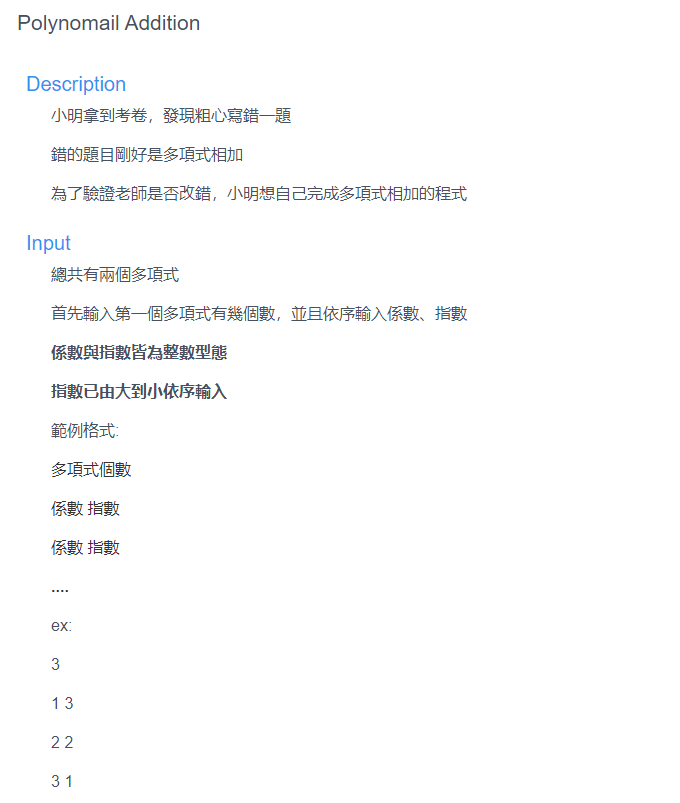 Polynomail Addition
Description
小明拿到考卷，發現粗心寫錯一題
錯的題目剛好是多項式相加
為了驗證老師是否改錯，小明想自己完成多項式相加的程式
Input
總共有兩個多項式
首先輸入第一個多項式有幾個數，並且依序輸入係數、指數
係數與指數皆為整數型態
指數已由大到小依序輸入
範例格式:
多項式個數
係數 指數
係數 指數
....
ex:
3
1 3
2 2
3 1